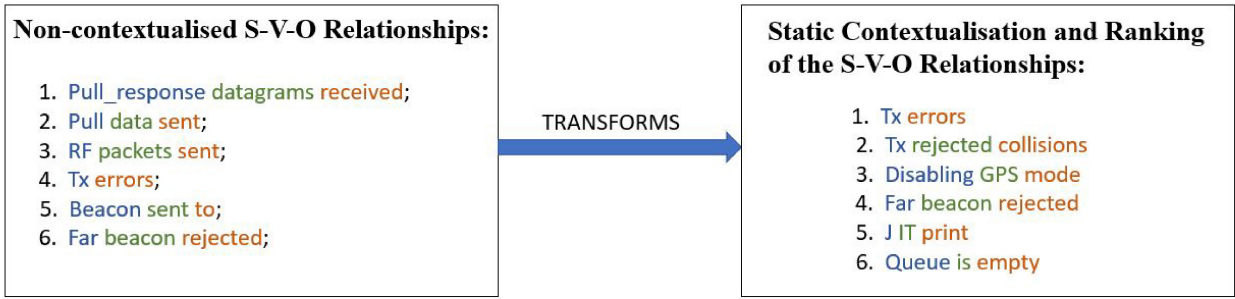 Non-contextualised S-V-O Relationships:
1. Pull_response datagrams received;
2. Pull data sent;
3. RF packets sent;
4. Tx errors;
5. Beacon sent to;
6. Far beacon rejected;
TRANSFORMS
Static Contextualisation and Ranking
of the S-V-O Relationships:
1. Tx errors
2. Tx rejected collisions
3. Disabling GPS mode
4. Far beacon rejected
5. J IT print
6. Queue is empty